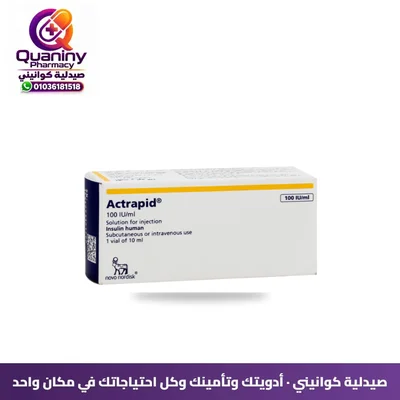 Quaniny
Pharmacy
صيدلية كوانيني
01036181518
Actrapid®
100 IU/ml
Solution for injection
Insulin human
Subcutaneous or intravenous use
1 vial of 10 ml
100 IU/ml
novo nordisk®
صيدلية كوانيني - أدويتك وتأمينك وكل احتياجاتك في مكان واحد